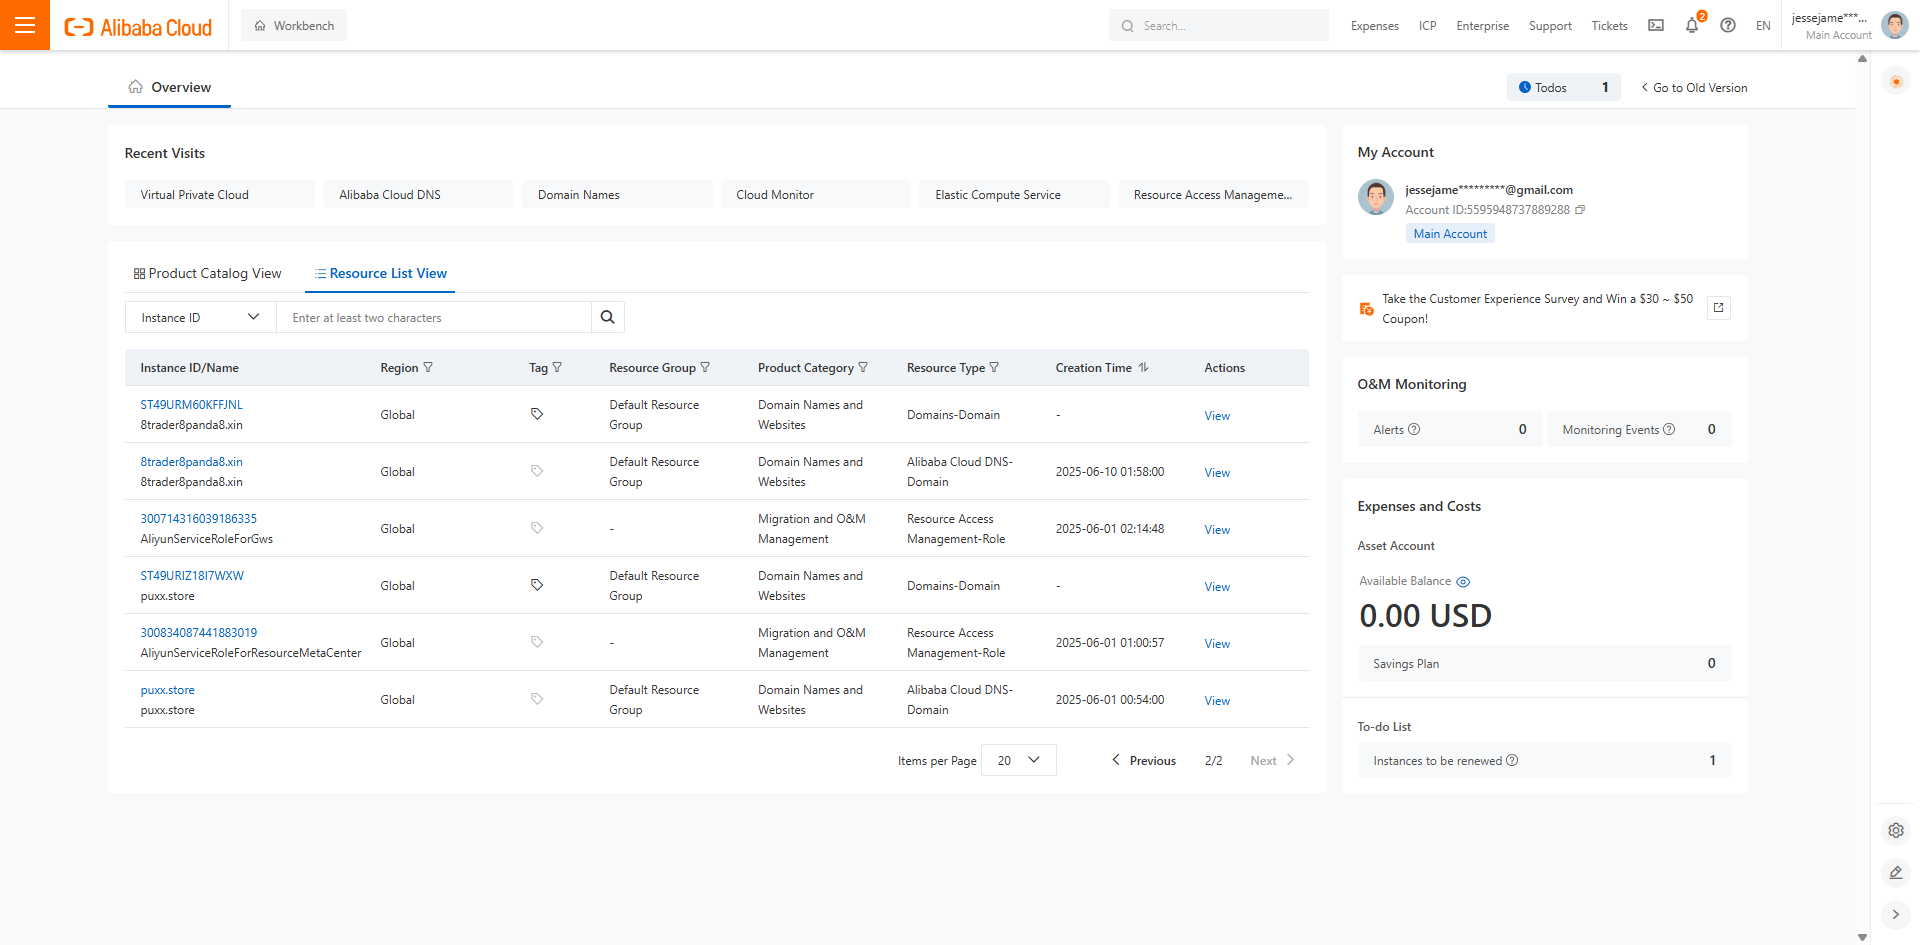 Alibaba Cloud
Workbench
Search...
Expenses
ICP
Enterprise
Support
Tickets
2
EN
jessejame***...
Main Account
Overview
Todos 1
Go to Old Version
Recent Visits
Virtual Private Cloud
Alibaba Cloud DNS
Domain Names
Cloud Monitor
Elastic Compute Service
Resource Access Manageme...
Product Catalog View
Resource List View
Instance ID
Enter at least two characters
Instance ID/Name Region Tag Resource Group Product Category Resource Type Creation Time Actions
ST49URM60KFFJNL
8trader8panda8.xin
Global
Default Resource
Group
Domain Names and
Websites
Domains-Domain
-
View
8trader8panda8.xin
8trader8panda8.xin
Global
Default Resource
Group
Domain Names and
Websites
Alibaba Cloud DNS-
Domain
2025-06-10 01:58:00
View
300714316039186335
AliyunServiceRoleForGws
Global
-
Migration and O&M
Management
Resource Access
Management-Role
2025-06-01 02:14:48
View
ST49URIZ18I7WXW
puxx.store
Global
Default Resource
Group
Domain Names and
Websites
Domains-Domain
-
View
300834087441883019
AliyunServiceRoleForResourceMetaCenter
Global
-
Migration and O&M
Management
Resource Access
Management-Role
2025-06-01 01:00:57
View
puxx.store
puxx.store
Global
Default Resource
Group
Domain Names and
Websites
Alibaba Cloud DNS-
Domain
2025-06-01 00:54:00
View
Items per Page 20
Previous 2/2 Next
My Account
jessejame*********@gmail.com
Account ID:5595948737889288
Main Account
Take the Customer Experience Survey and Win a $30 ~ $50
Coupon!
O&M Monitoring
Alerts 0
Monitoring Events 0
Expenses and Costs
Asset Account
Available Balance
0.00 USD
Savings Plan 0
To-do List
Instances to be renewed 1